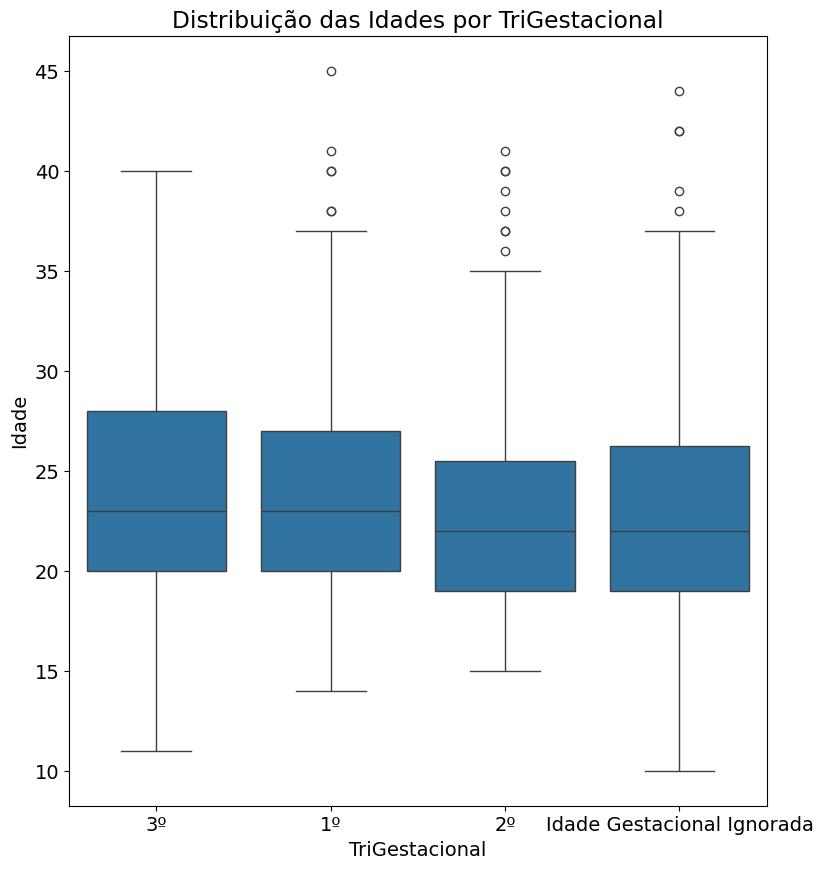 Distribuição das Idades por TriGestacional
45
40
35
30
25
20
15
10
Idade
3º
1º
2º
Idade Gestacional Ignorada
TriGestacional